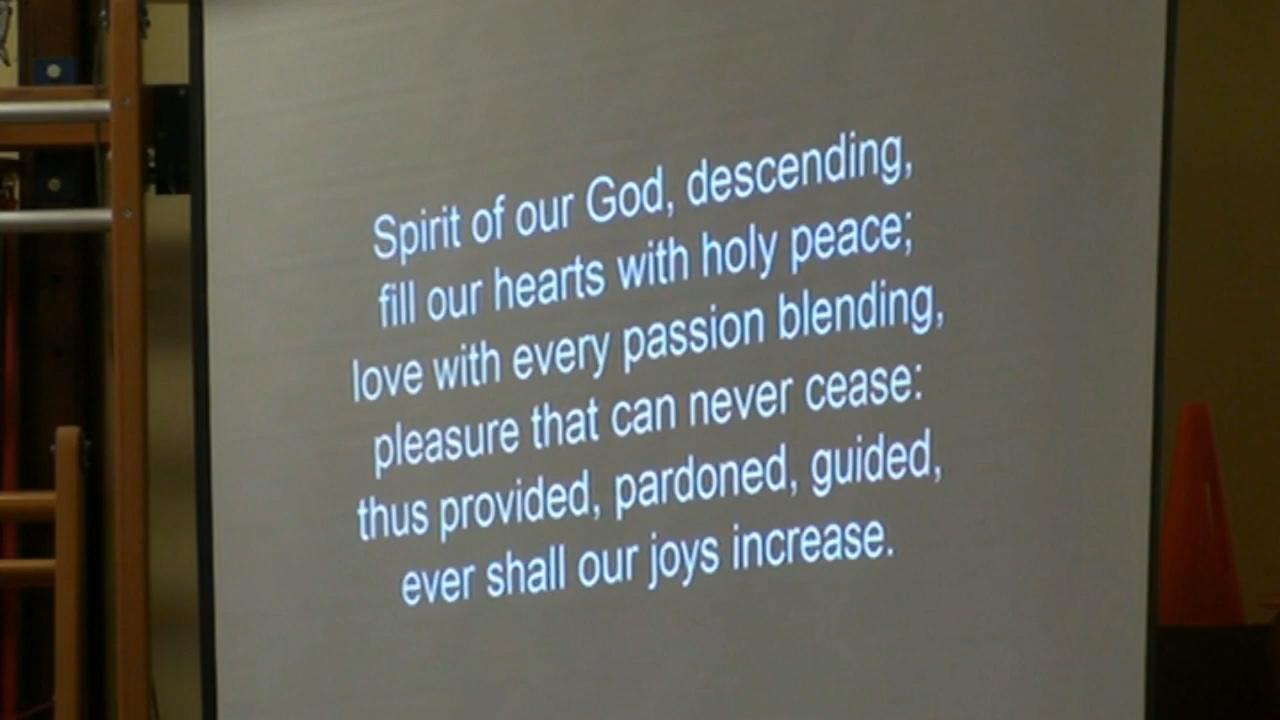 Spirit of our God, descending,
fill our hearts with holy peace;
love with every passion blending,
pleasure that can never cease:
thus provided, pardoned, guided,
ever shall our joys increase.